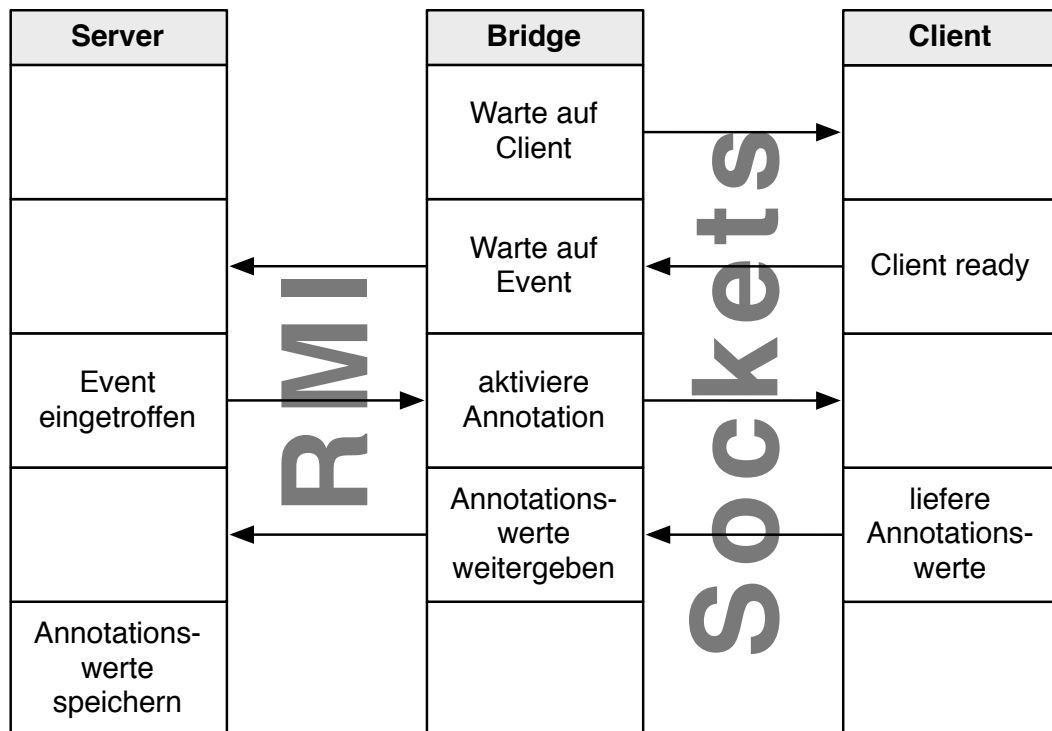 Server
Bridge
Client
Warte auf
Client
Warte auf
Event
Client ready
Event
eingetroffen
aktiviere
Annotation
Annotations-
werte
weitergeben
liefere
Annotations-
werte
Annotations-
werte
speichern
RMI
Sockets